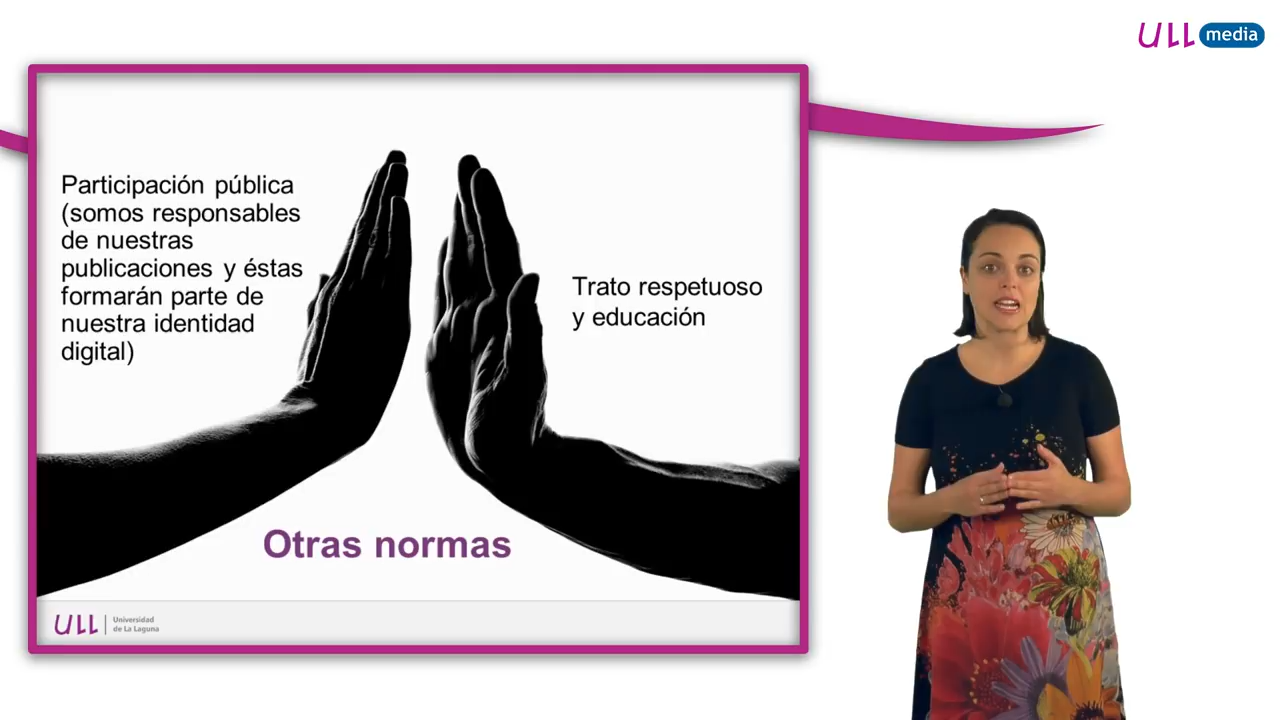 ULL media
Participación pública
(somos responsables
de nuestras
publicaciones y éstas
formarán parte de
nuestra identidad
digital)
Trato respetuoso
y educación
Otras normas
ULL
Universidad
de La Laguna